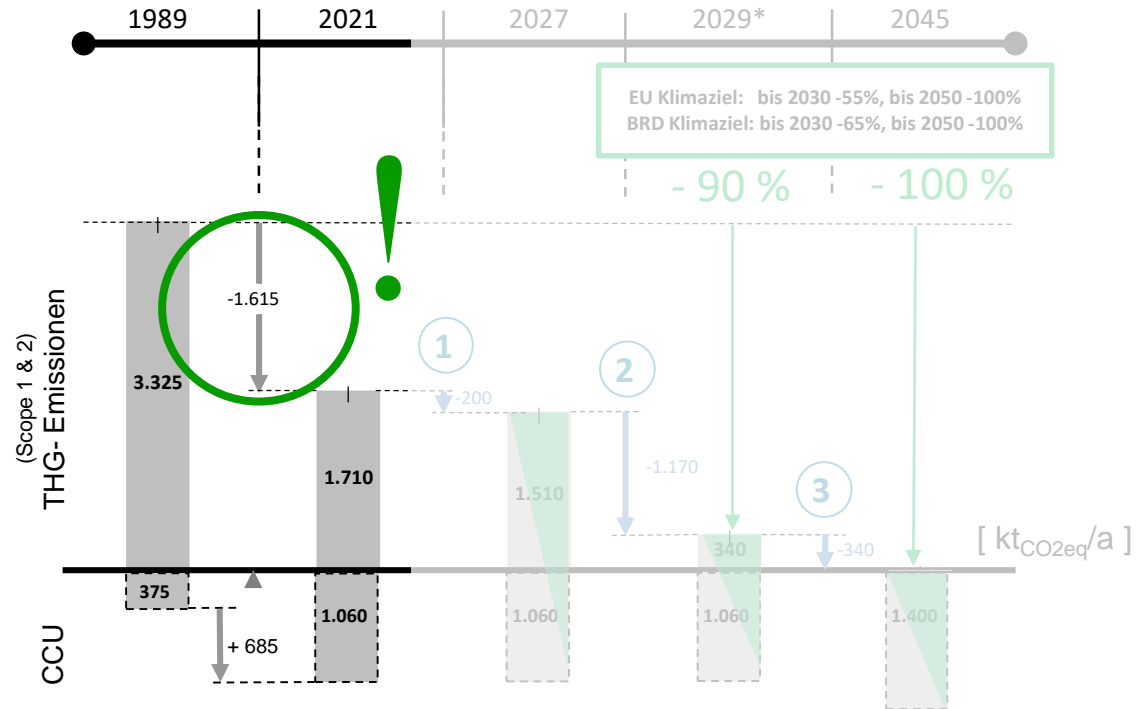 1989 2021 2027 2029* 2045
EU Klimaziel: bis 2030 -55%, bis 2050 -100%
BRD Klimaziel: bis 2030 -65%, bis 2050 -100%
- 90 % - 100 %
-1.615
1
3.325
-200
2
1.710
-1.170
1.510
3
340
-340
[ ktCO2eq/a ]
(Scope 1 & 2)
THG- Emissionen
375
1.060
1.060
1.060
1.400
+ 685
CCU